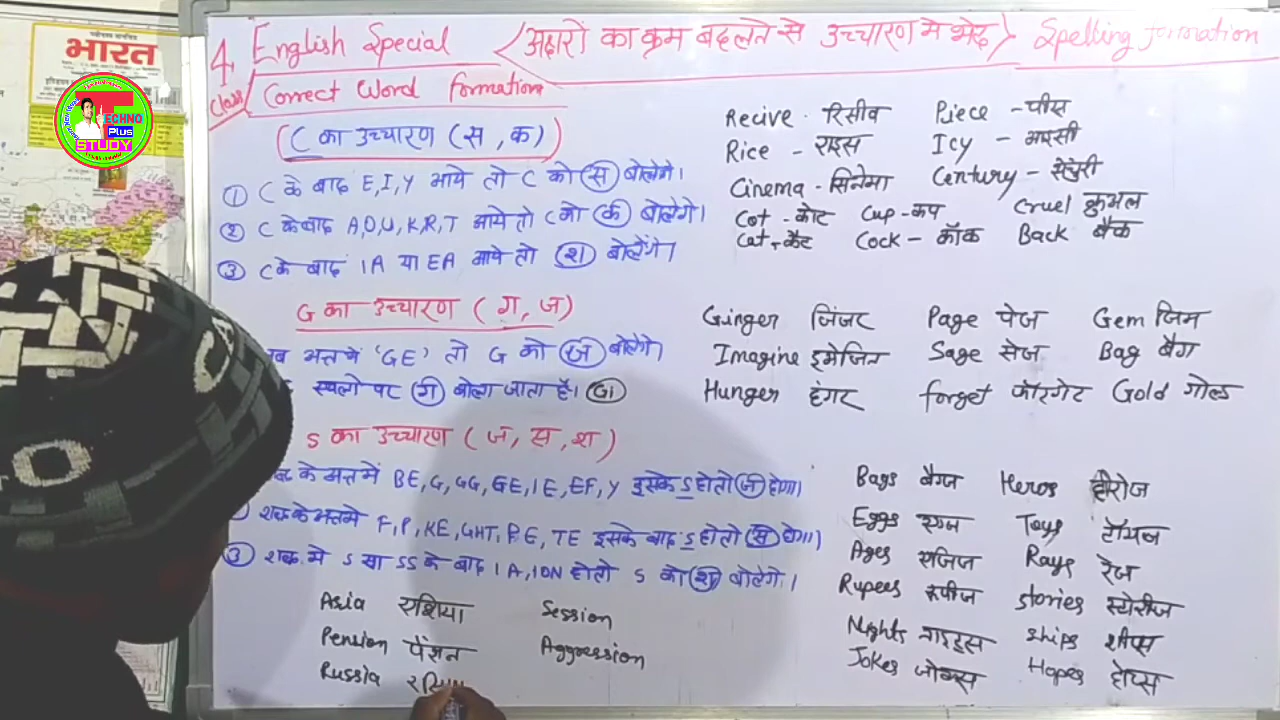 भारत
TECHNO
Plus
STUDY
4 English Special (अक्षरों का क्रम बदलने से उच्चारण मे भेद) Spelling formation
Class Correct Word Formation
C का उच्चारण (स, क)
① C के बाद E, I, Y आये तो C को (स) बोलेगे।
② C के बाद A, O, U, K, R, T आये तो C को (क) बोलेगे।
③ C के बाद IA या EA आये तो (श) बोलेंगे।
Recive - रिसीव Piece - पीस
Rice - राइस Icy - आइसी
Cinema - सिनेमा Century - सेंचुरी
Cot - कोट Cup - कप Cruel क्रुअल
Cat - कैट Cock - कॉक Back बैक
G का उच्चारण (ग, ज)
अन्त में 'GE' तो G को (ज) बोलेगे।
स्थलो पर (ग) बोला जाता है। (G)
Ginger जिंजर Page पेज Gem जिम
Imagine इमेजिन Sage सेज Bag बैग
Hunger हंगर forget फॉरगेट Gold गोल्ड
S का उच्चारण (ज, स, श)
के अन्त में BE, G, GG, GE, IE, EF, Y इसके S हो तो (ज) होगा।
शब्द के अन्त मे F, P, KE, GHT, PE, TE इसके बाद S हो तो (स) होगा।
③ शब्द मे S या SS के बाद IA, ION हो तो S को (श) बोलेगे।
Bags बैग्ज Heros हीरोज
Eggs एग्ज Toys टॉयज
Ages एजिज Rays रेज
Rupees रूपीज stories स्टोरीज
Nights नाइट्स ships शीप्स
Jokes जोक्स Hopes होप्स
Asia एशिया Session
Pension पेंशन Aggression
Russia